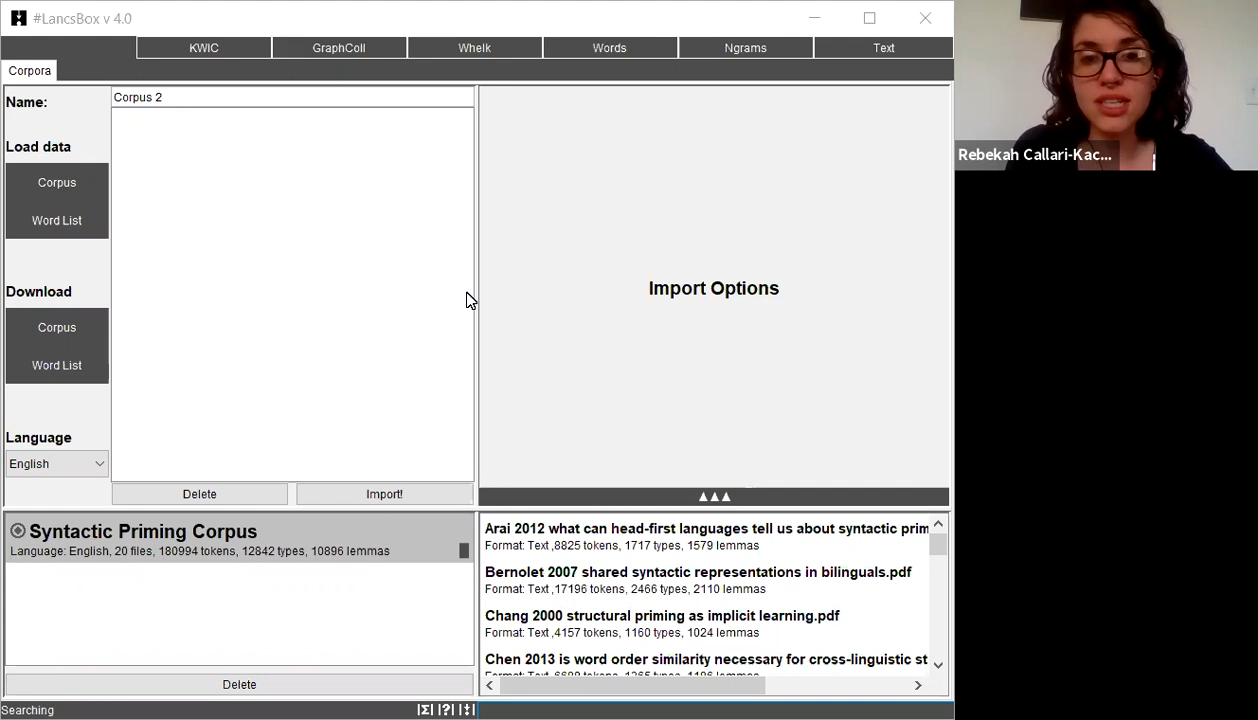 #LancsBox v 4.0
KWIC
GraphColl
Whelk
Words
Ngrams
Text
Corpora
Name:
Corpus 2
Load data
Corpus
Word List
Download
Corpus
Word List
Language
English
Delete
Import!
Import Options
▲▲▲
Syntactic Priming Corpus
Language: English, 20 files, 180994 tokens, 12842 types, 10896 lemmas
Delete
Arai 2012 what can head-first languages tell us about syntactic prim
Format: Text ,8825 tokens, 1717 types, 1579 lemmas
Bernolet 2007 shared syntactic representations in bilinguals.pdf
Format: Text ,17196 tokens, 2466 types, 2110 lemmas
Chang 2000 structural priming as implicit learning.pdf
Format: Text ,4157 tokens, 1160 types, 1024 lemmas
Chen 2013 is word order similarity necessary for cross-linguistic st
Searching
|Σ| |?| |↕|
Rebekah Callari-Kac...